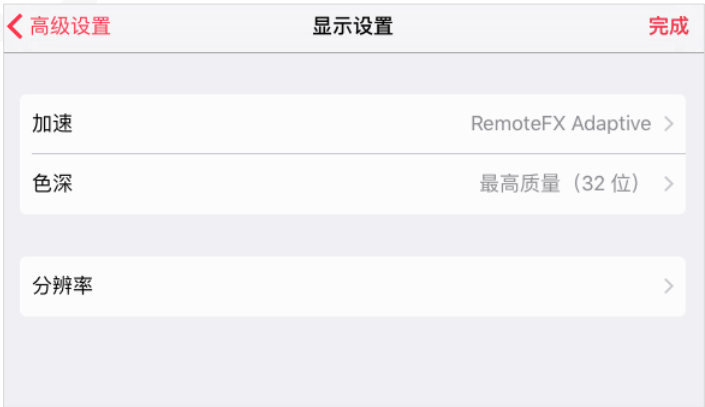 高级设置 显示设置 完成
加速 RemoteFX Adaptive
色深 最高质量（32 位）
分辨率